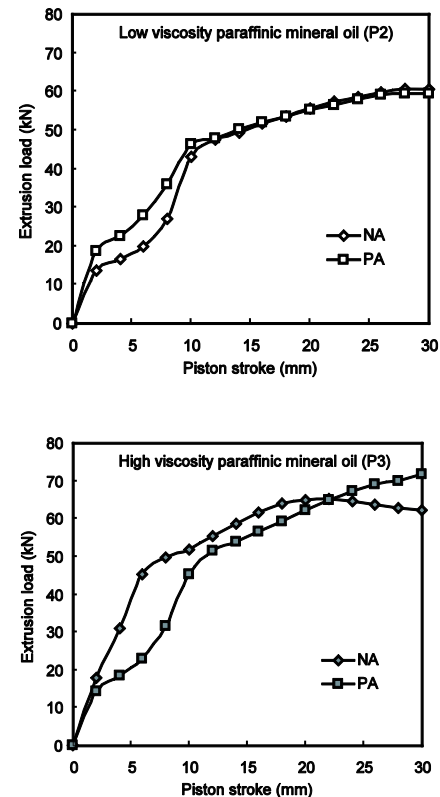 80
Low viscosity paraffinic mineral oil (P2)
70
60
50
40
30
20
10
0
Extrusion load (kN)
NA
PA
0 5 10 15 20 25 30
Piston stroke (mm)
80
High viscosity paraffinic mineral oil (P3)
70
60
50
40
30
20
10
0
Extrusion load (kN)
NA
PA
0 5 10 15 20 25 30
Piston stroke (mm)